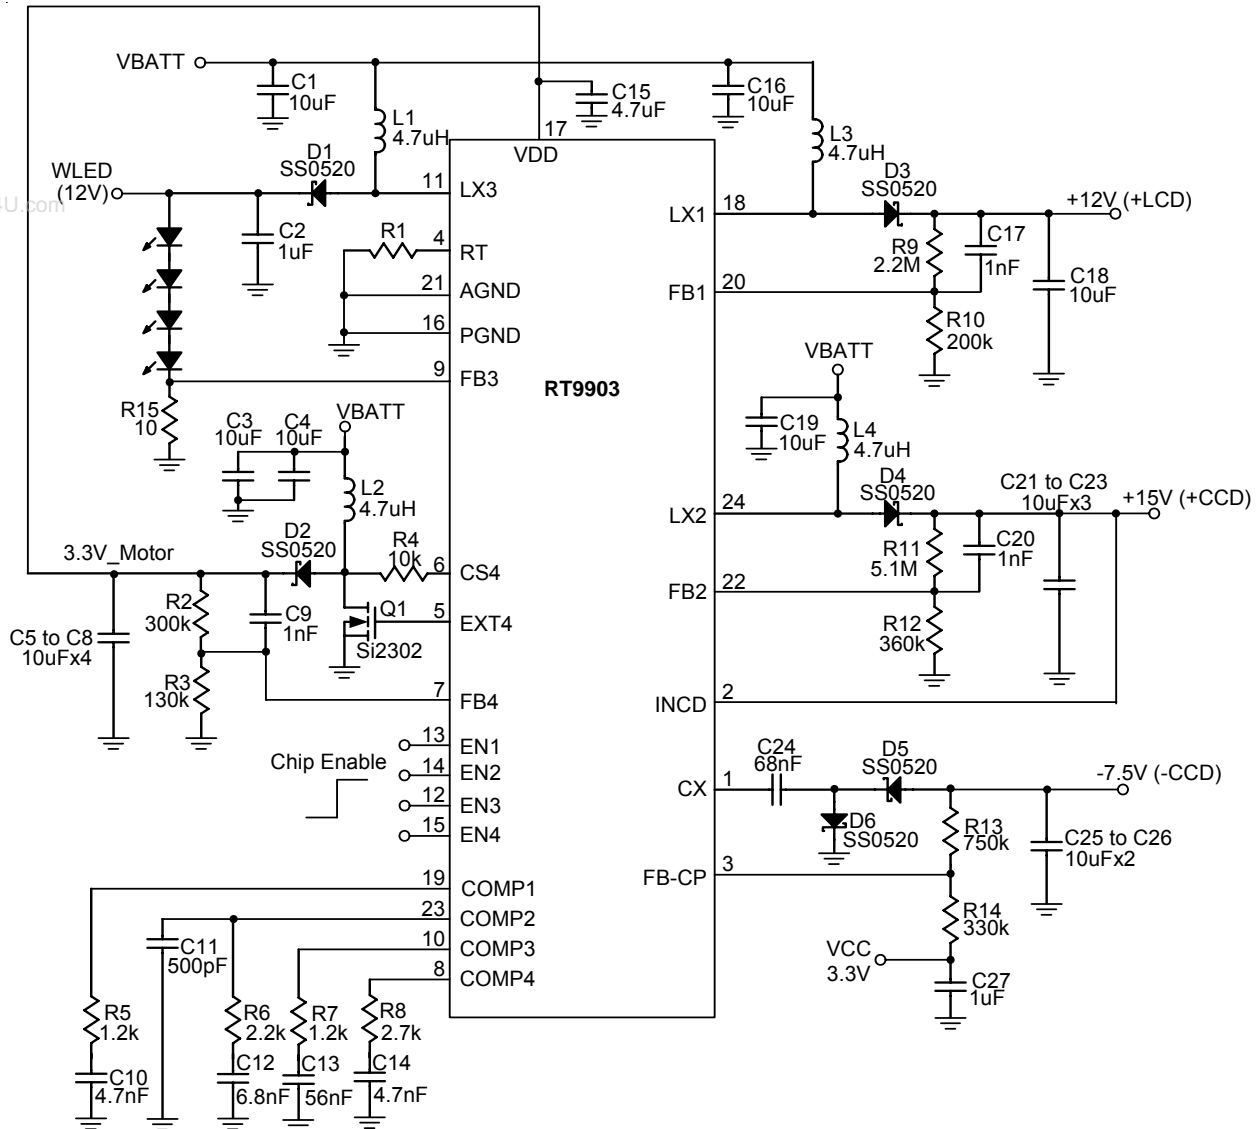 VBATT
C1
10uF
L1
4.7uH
C15
4.7uF
C16
10uF
17
VDD
L3
4.7uH
WLED
(12V)
4U.com
D1
SS0520
11
LX3
C2
1uF
R1
4
RT
21
AGND
16
PGND
9
FB3
R15
10
RT9903
LX1
18
D3
SS0520
+12V (+LCD)
R9
2.2M
C17
1nF
C18
10uF
FB1
20
R10
200k
VBATT
C19
10uF
L4
4.7uH
C3
10uF
C4
10uF
VBATT
L2
4.7uH
LX2
24
D4
SS0520
C21 to C23
10uFx3
+15V (+CCD)
R11
5.1M
C20
1nF
FB2
22
R12
360k
INCD
2
3.3V_Motor
D2
SS0520
R4
10k
6
CS4
R2
300k
C9
1nF
Q1
Si2302
5
EXT4
C5 to C8
10uFx4
R3
130k
7
FB4
Chip Enable
13
EN1
14
EN2
12
EN3
15
EN4
CX
1
C24
68nF
D5
SS0520
-7.5V (-CCD)
D6
SS0520
R13
750k
C25 to C26
10uFx2
FB-CP
3
R14
330k
VCC
3.3V
C27
1uF
19
COMP1
23
COMP2
10
COMP3
8
COMP4
C11
500pF
R5
1.2k
R6
2.2k
R7
1.2k
R8
2.7k
C10
4.7nF
C12
6.8nF
C13
56nF
C14
4.7nF